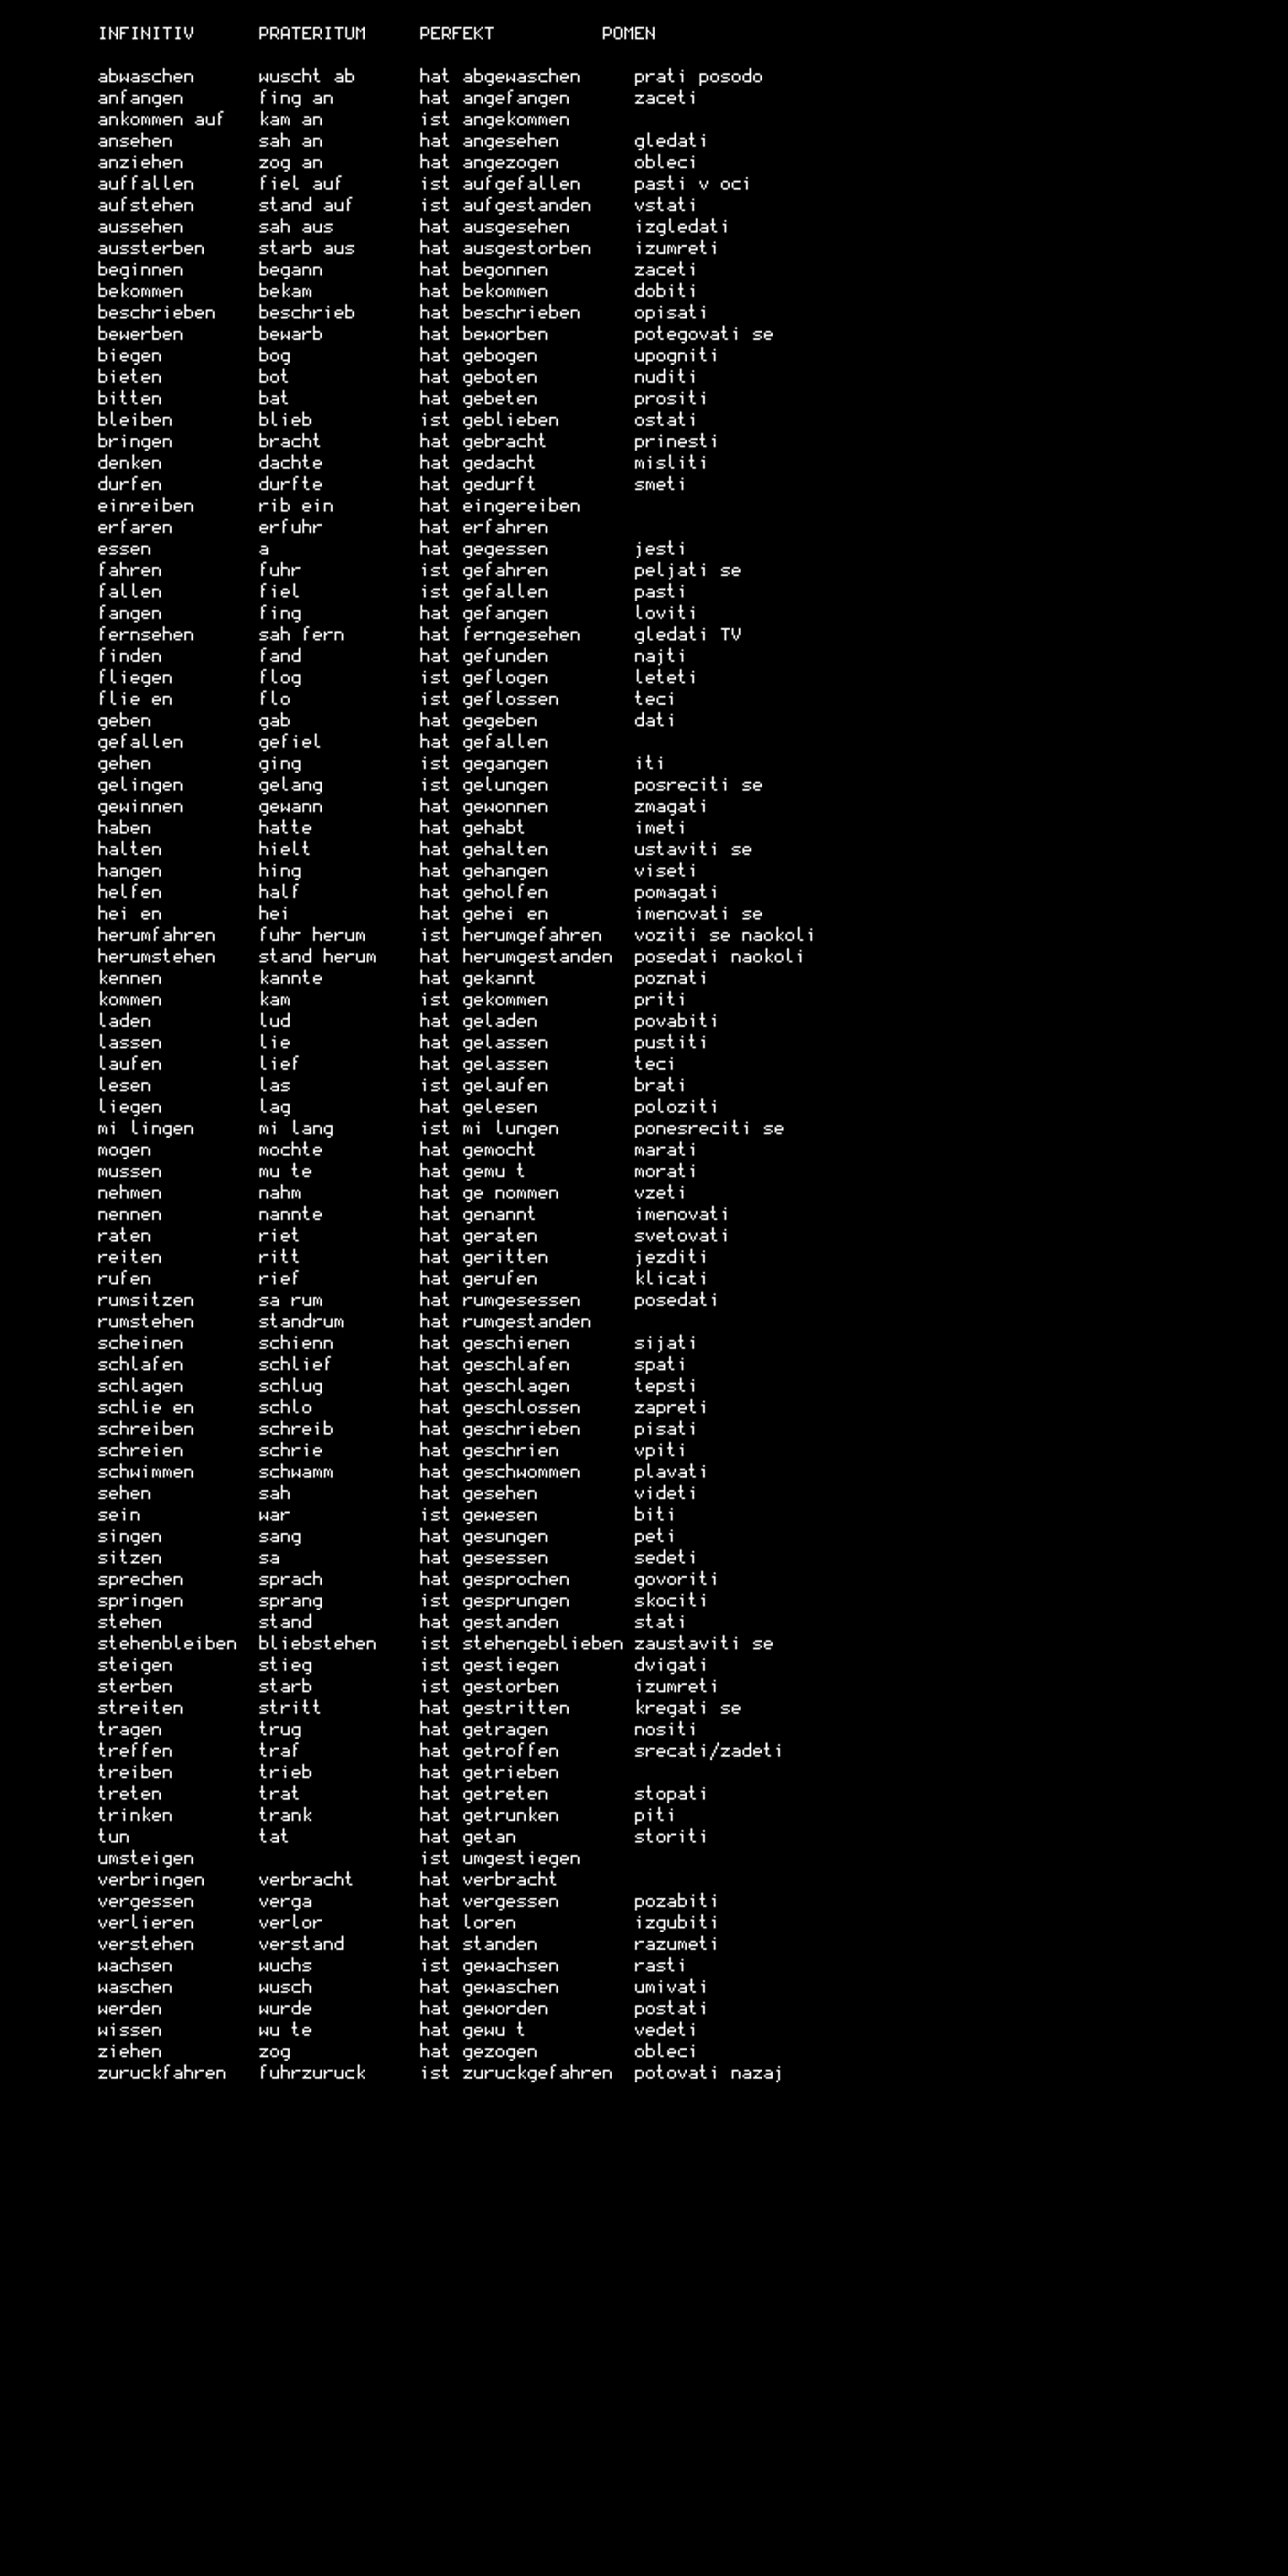 INFINITIV PRATERITUM PERFEKT POMEN
abwaschen wuscht ab hat abgewaschen prati posodo
anfangen fing an hat angefangen zaceti
ankommen auf kam an ist angekommen
ansehen sah an hat angesehen gledati
anziehen zog an hat angezogen obleci
auffallen fiel auf ist aufgefallen pasti v oci
aufstehen stand auf ist aufgestanden vstati
aussehen sah aus hat ausgesehen izgledati
aussterben starb aus hat ausgestorben izumreti
beginnen begann hat begonnen zaceti
bekommen bekam hat bekommen dobiti
beschrieben beschrieb hat beschrieben opisati
bewerben bewarb hat beworben potegovati se
biegen bog hat gebogen upogniti
bieten bot hat geboten nuditi
bitten bat hat gebeten prositi
bleiben blieb ist geblieben ostati
bringen bracht hat gebracht prinesti
denken dachte hat gedacht misliti
durfen durfte hat gedurft smeti
einreiben rib ein hat eingereiben
erfaren erfuhr hat erfahren
essen a hat gegessen jesti
fahren fuhr ist gefahren peljati se
fallen fiel ist gefallen pasti
fangen fing hat gefangen loviti
fernsehen sah fern hat ferngesehen gledati TV
finden fand hat gefunden najti
fliegen flog ist geflogen leteti
flie en flo ist geflossen teci
geben gab hat gegeben dati
gefallen gefiel hat gefallen
gehen ging ist gegangen iti
gelingen gelang ist gelungen posreciti se
gewinnen gewann hat gewonnen zmagati
haben hatte hat gehabt imeti
halten hielt hat gehalten ustaviti se
hangen hing hat gehangen viseti
helfen half hat geholfen pomagati
hei en hei hat gehei en imenovati se
herumfahren fuhr herum ist herumgefahren voziti se naokoli
herumstehen stand herum hat herumgestanden posedati naokoli
kennen kannte hat gekannt poznati
kommen kam ist gekommen priti
laden lud hat geladen povabiti
lassen lie hat gelassen pustiti
laufen lief hat gelassen teci
lesen las ist gelaufen brati
liegen lag hat gelesen poloziti
mi lingen mi lang ist mi lungen ponesreciti se
mogen mochte hat gemocht marati
mussen mu te hat gemu t morati
nehmen nahm hat ge nommen vzeti
nennen nannte hat genannt imenovati
raten riet hat geraten svetovati
reiten ritt hat geritten jezditi
rufen rief hat gerufen klicati
rumsitzen sa rum hat rumgesessen posedati
rumstehen standrum hat rumgestanden
scheinen schienn hat geschienen sijati
schlafen schlief hat geschlafen spati
schlagen schlug hat geschlagen tepsti
schlie en schlo hat geschlossen zapreti
schreiben schreib hat geschrieben pisati
schreien schrie hat geschrien vpiti
schwimmen schwamm hat geschwommen plavati
sehen sah hat gesehen videti
sein war ist gewesen biti
singen sang hat gesungen peti
sitzen sa hat gesessen sedeti
sprechen sprach hat gesprochen govoriti
springen sprang ist gesprungen skociti
stehen stand hat gestanden stati
stehenbleiben bliebstehen ist stehengeblieben zaustaviti se
steigen stieg ist gestiegen dvigati
sterben starb ist gestorben izumreti
streiten stritt hat gestritten kregati se
tragen trug hat getragen nositi
treffen traf hat getroffen srecati/zadeti
treiben trieb hat getrieben
treten trat hat getreten stopati
trinken trank hat getrunken piti
tun tat hat getan storiti
umsteigen ist umgestiegen
verbringen verbracht hat verbracht
vergessen verga hat vergessen pozabiti
verlieren verlor hat loren izgubiti
verstehen verstand hat standen razumeti
wachsen wuchs ist gewachsen rasti
waschen wusch hat gewaschen umivati
werden wurde hat geworden postati
wissen wu te hat gewu t vedeti
ziehen zog hat gezogen obleci
zuruckfahren fuhrzuruck ist zuruckgefahren potovati nazaj